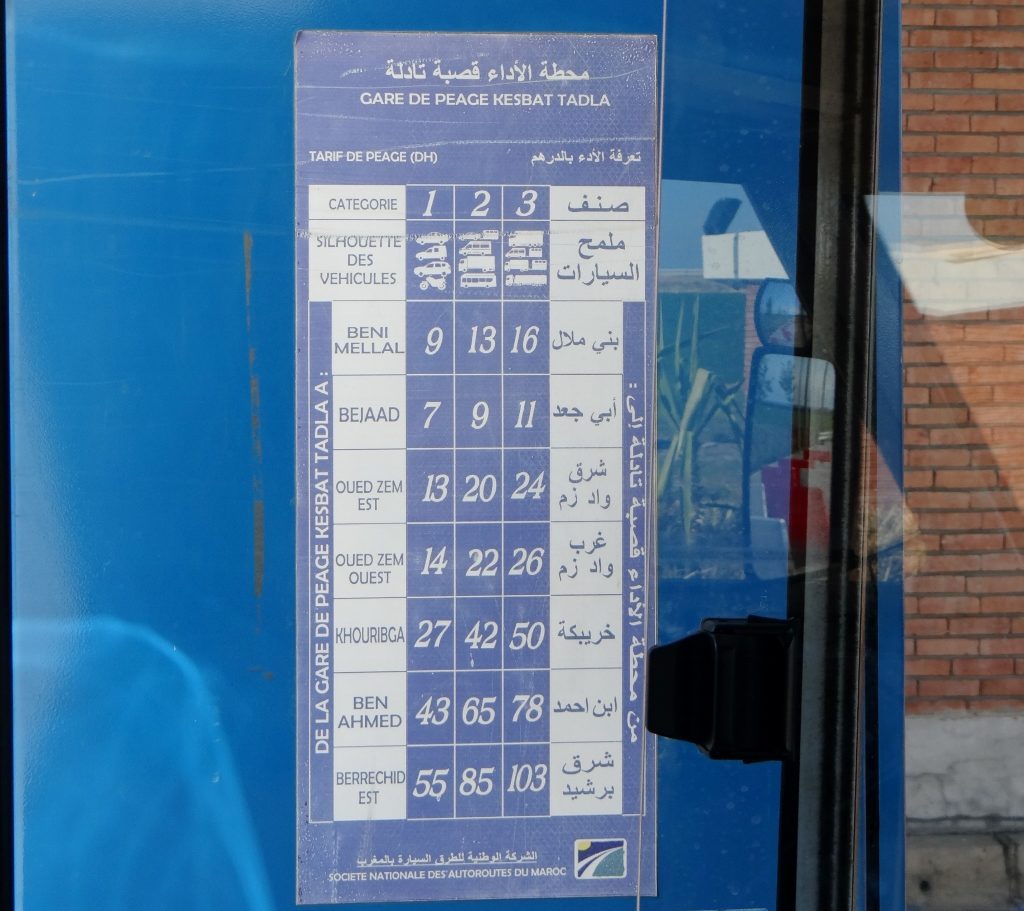 محطة الأداء قصبة تادلة
GARE DE PEAGE KESBAT TADLA
TARIF DE PEAGE (DH) تعرفة الأدء بالدرهم
CATEGORIE 1 2 3 صنف
SILHOUETTE DES VEHICULES ملمح السيارات
DE LA GARE DE PEAGE KESBAT TADLA A :
BENI MELLAL 9 13 16 بني ملال
BEJAAD 7 9 11 أبي جعد
OUED ZEM EST 13 20 24 شرق واد زم
OUED ZEM OUEST 14 22 26 غرب واد زم
KHOURIBGA 27 42 50 خريبكة
BEN AHMED 43 65 78 ابن احمد
BERRECHID EST 55 85 103 شرق برشيد
من محطة الأداء قصبة تادلة إلى :
الشركة الوطنية للطرق السيارة بالمغرب
SOCIETE NATIONALE DES AUTOROUTES DU MAROC